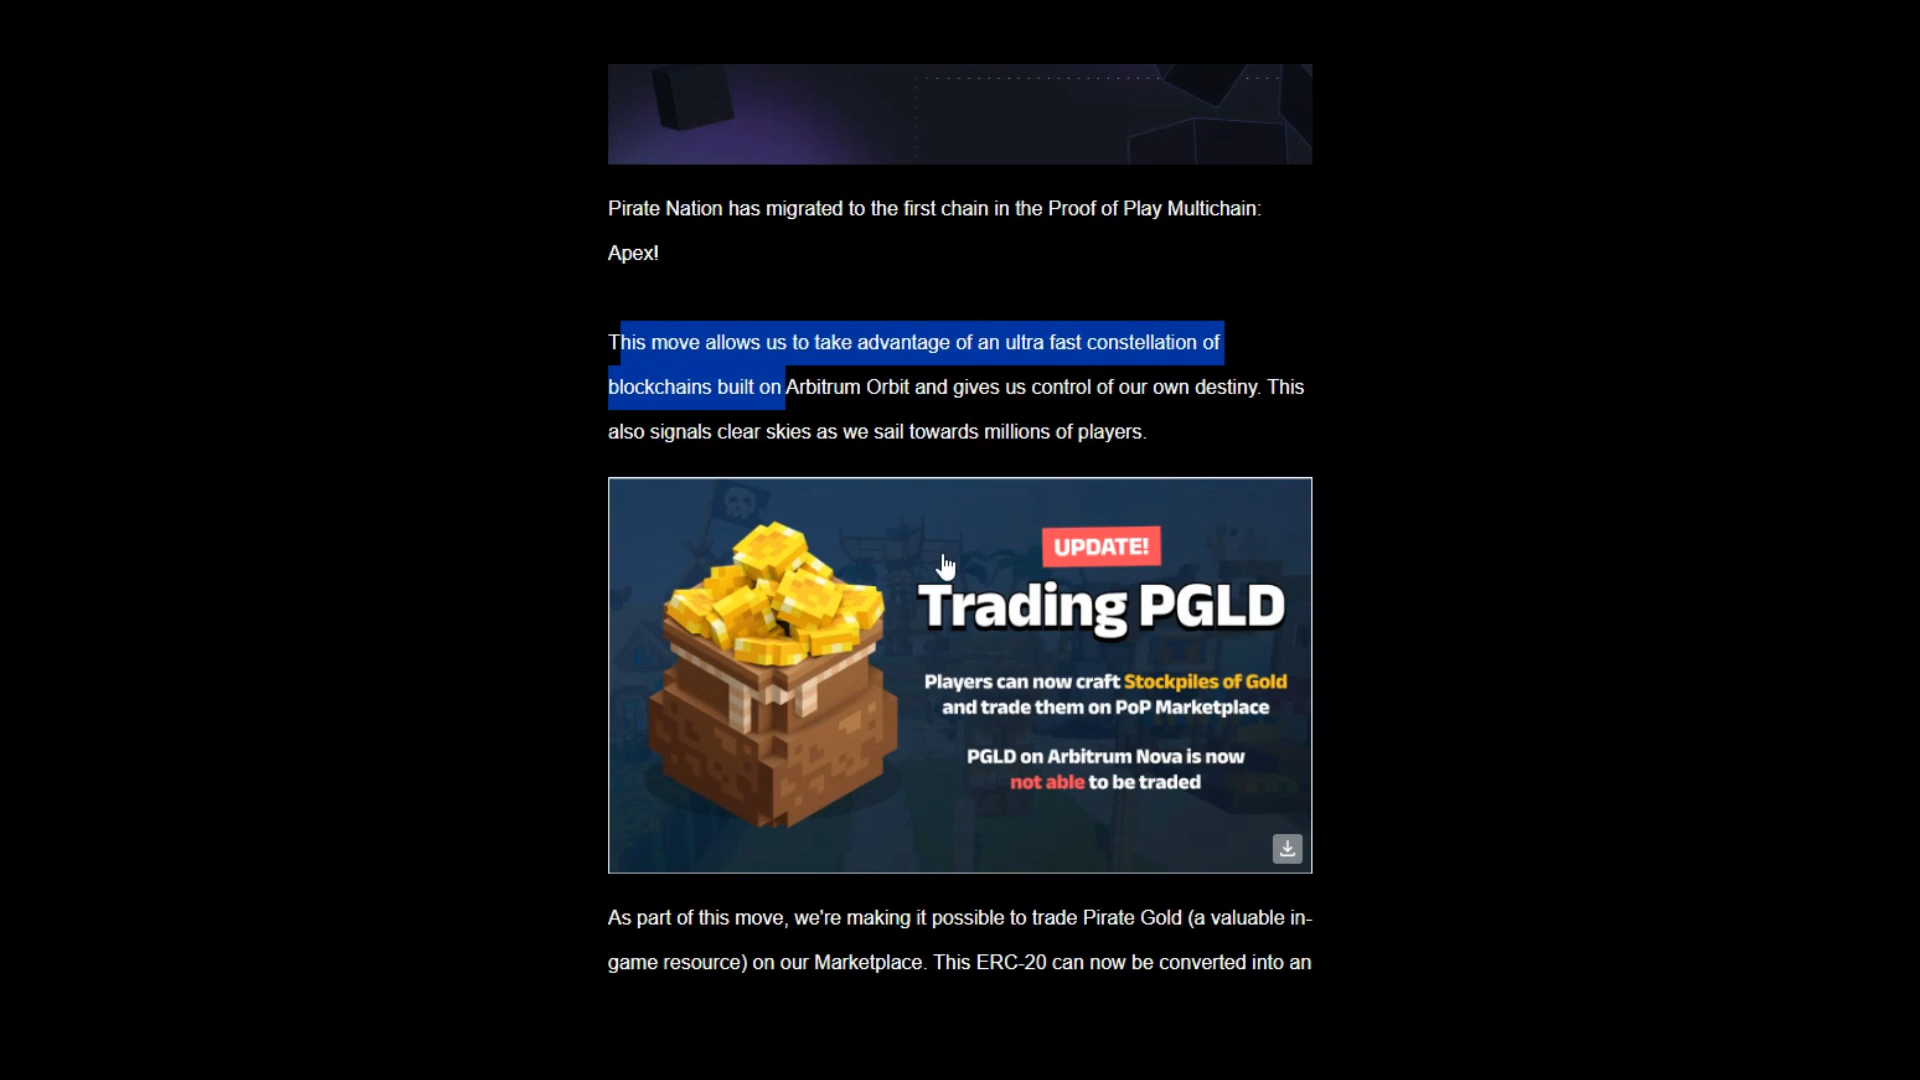 Pirate Nation has migrated to the first chain in the Proof of Play Multichain:
Apex!
This move allows us to take advantage of an ultra fast constellation of
blockchains built on Arbitrum Orbit and gives us control of our own destiny. This
also signals clear skies as we sail towards millions of players.
UPDATE!
Trading PGLD
Players can now craft Stockpiles of Gold
and trade them on PoP Marketplace
PGLD on Arbitrum Nova is now
not able to be traded
As part of this move, we're making it possible to trade Pirate Gold (a valuable in-
game resource) on our Marketplace. This ERC-20 can now be converted into an